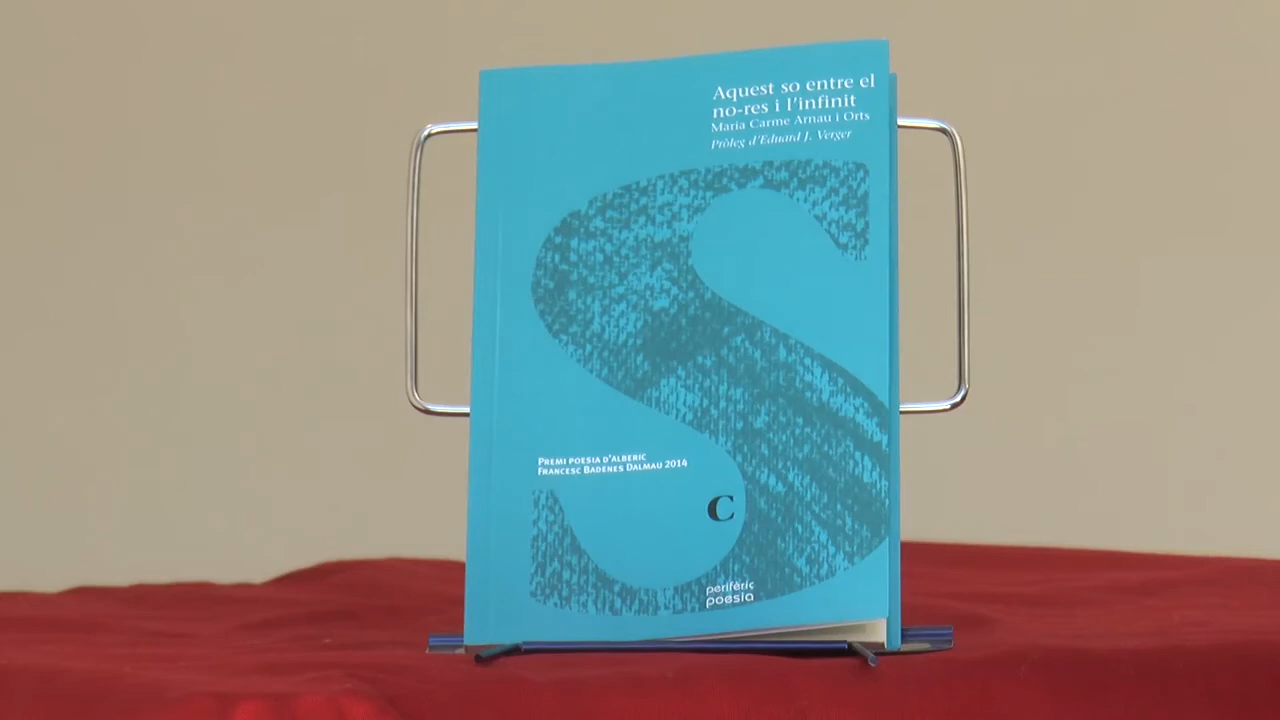 Aquest so entre el
no-res i l'infinit
Maria Carme Arnau i Orts
Pròleg d'Eduard J. Verger
PREMI POESIA D'ALBERIC
FRANCESC BADENES DALMAU 2014
C
perifèric
poesia